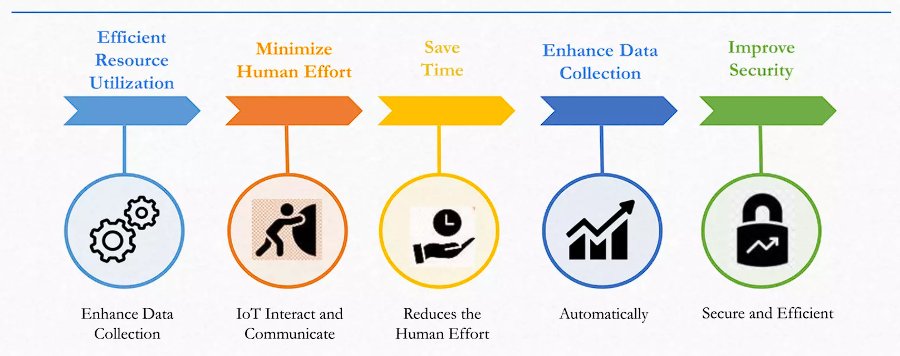 Efficient
Resource
Utilization
Minimize
Human Effort
Save
Time
Enhance Data
Collection
Improve
Security
Enhance Data
Collection
IoT Interact and
Communicate
Reduces the
Human Effort
Automatically
Secure and Efficient